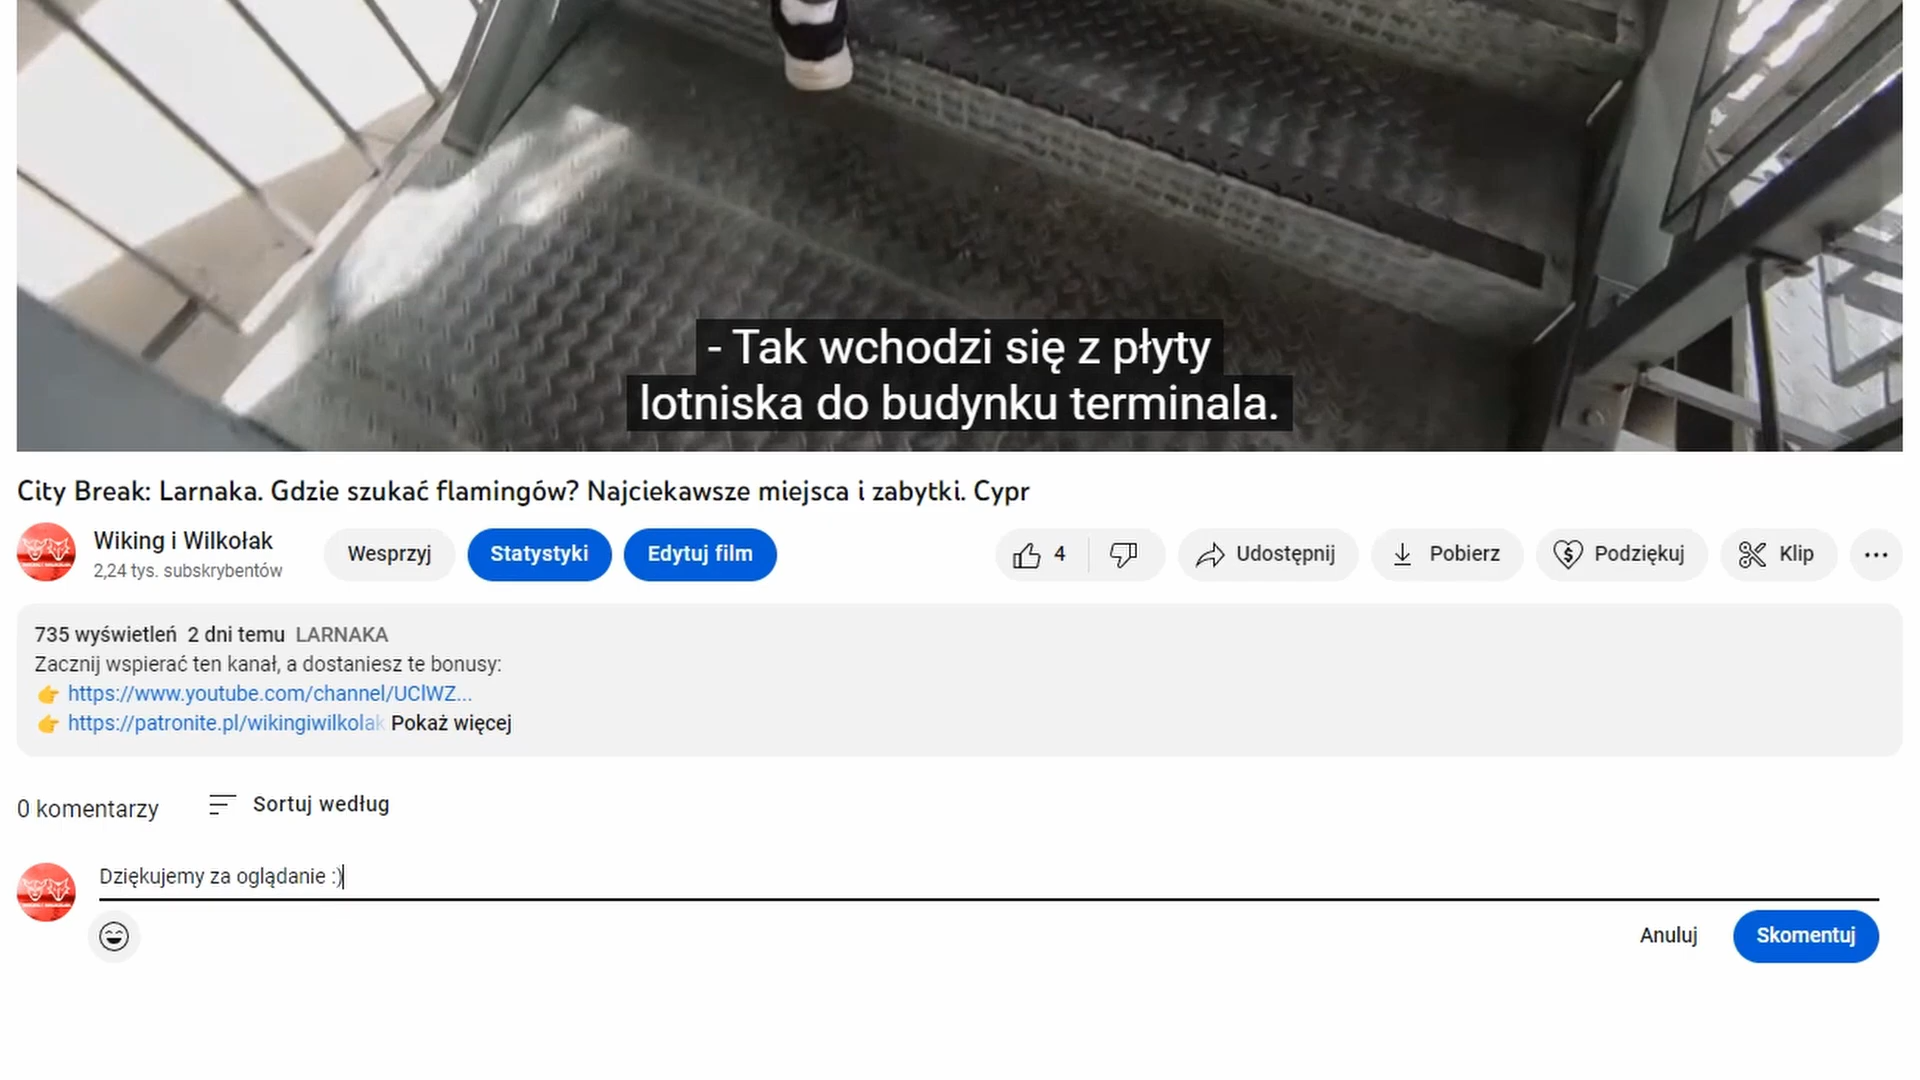 - Tak wchodzi się z płyty
lotniska do budynku terminala.
City Break: Larnaka. Gdzie szukać flamingów? Najciekawsze miejsca i zabytki. Cypr
Wiking i Wilkołak
2,24 tys. subskrybentów
Wesprzyj
Statystyki
Edytuj film
4
Udostępnij
Pobierz
Podziękuj
Klip
735 wyświetleń 2 dni temu LARNAKA
Zacznij wspierać ten kanał, a dostaniesz te bonusy:
👉 https://www.youtube.com/channel/UClWZ...
👉 https://patronite.pl/wikingiwilkolak Pokaż więcej
0 komentarzy
Sortuj według
Dziękujemy za oglądanie :)
Anuluj
Skomentuj